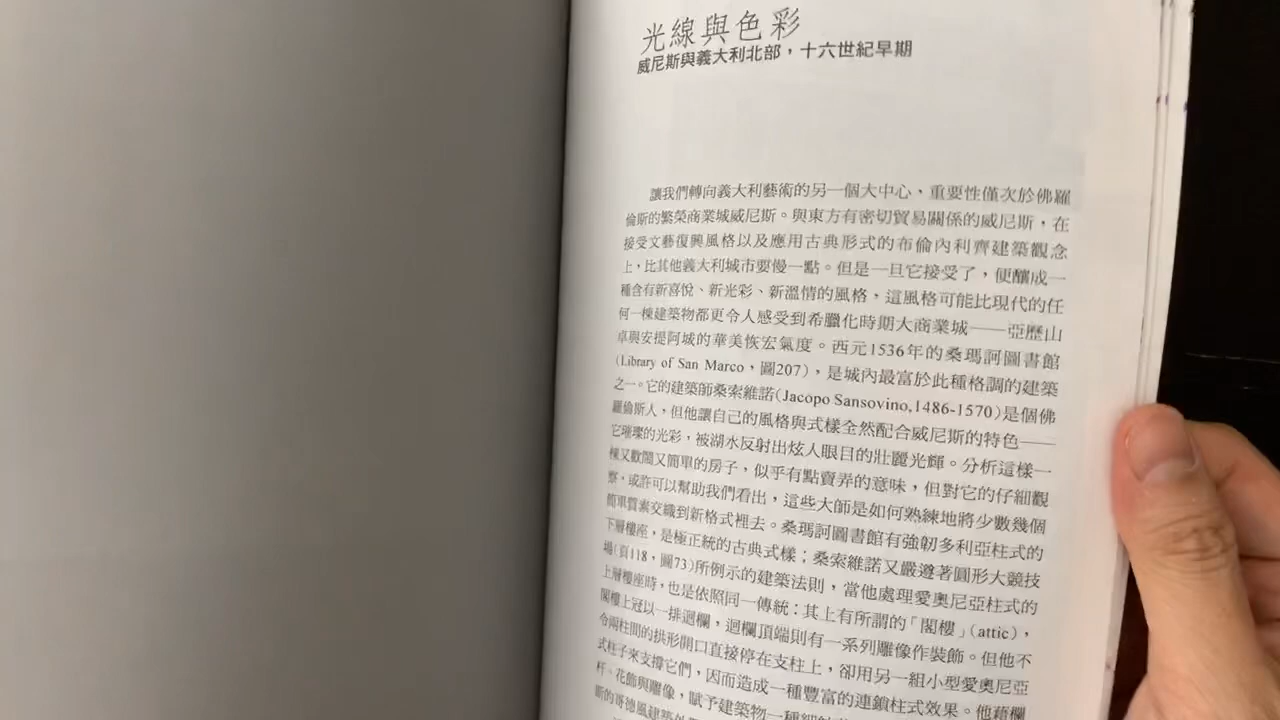 光線與色彩
威尼斯與義大利北部，十六世紀早期
讓我們轉向義大利藝術的另一個大中心、重要性僅次於佛羅
倫斯的繁榮商業城威尼斯。與東方有密切貿易關係的威尼斯，在
接受文藝復興風格以及應用古典形式的布倫內利齊建築觀念
上，比其他義大利城市要慢一點。但是一旦它接受了，便釀成一
種含有新喜悅、新光彩、新溫情的風格，這風格可能比現代的任
何一棟建築物都更令人感受到希臘化時期大商業城——亞歷山
卓與安提阿城的華美恢宏氣度。西元1536年的桑瑪訶圖書館
(Library of San Marco，圖207)，是城內最富於此種格調的建築
之一。它的建築師桑索維諾(Jacopo Sansovino,1486-1570)是個佛
羅倫斯人，但他讓自己的風格與式樣全然配合威尼斯的特色——
它璀璨的光彩，被湖水反射出炫人眼目的壯麗光輝。分析這樣一
棟又歡鬧又簡單的房子，似乎有點賣弄的意味，但對它的仔細觀
察，或許可以幫助我們看出，這些大師是如何熟練地將少數幾個
簡單質素交織到新格式裡去。桑瑪訶圖書館有強韌多利亞柱式的
下層樓座，是極正統的古典式樣；桑索維諾又嚴遵著圓形大競技
場(頁118，圖73)所例示的建築法則，當他處理愛奧尼亞柱式的
上層樓座時，也是依照同一傳統：其上有所謂的「閣樓」(attic)，
閣樓上冠以一排迴欄，迴欄頂端則有一系列雕像作裝飾。但他不
令兩柱間的拱形開口直接停在支柱上，卻用另一組小型愛奧尼亞
式柱子來支撐它們，因而造成一種豐富的連鎖柱式效果。他藉欄
杆、花飾與雕像，賦予建築物一種
斯的哥德風建築